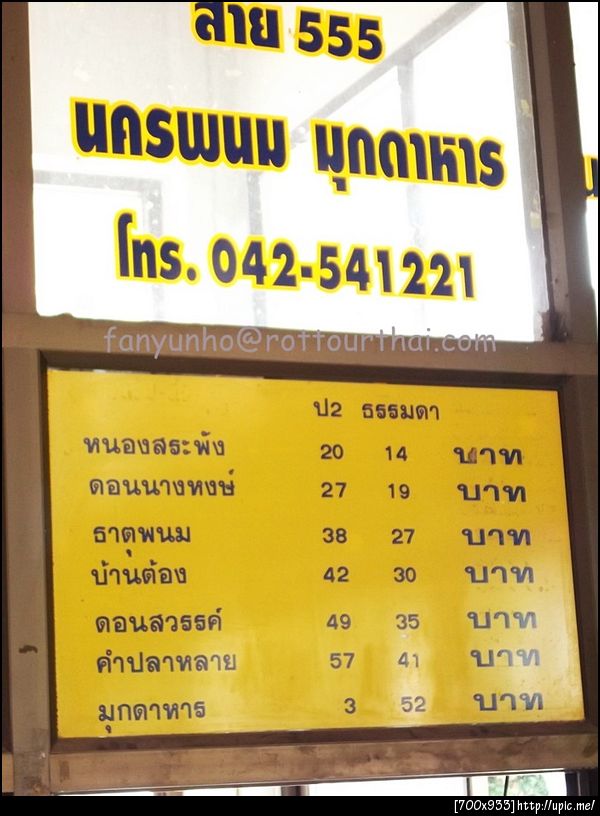 สาย 555
นครพนม มุกดาหาร
โทร. 042-541221
fanyunho@rottourthai.com
ป2 ธรรมดา
หนองสระพัง 20 14 บาท
ดอนนางหงษ์ 27 19 บาท
ธาตุพนม 38 27 บาท
บ้านต้อง 42 30 บาท
ดอนสวรรค์ 49 35 บาท
คำปลาหลาย 57 41 บาท
มุกดาหาร 3 52 บาท
[700x933]http://upic.me/